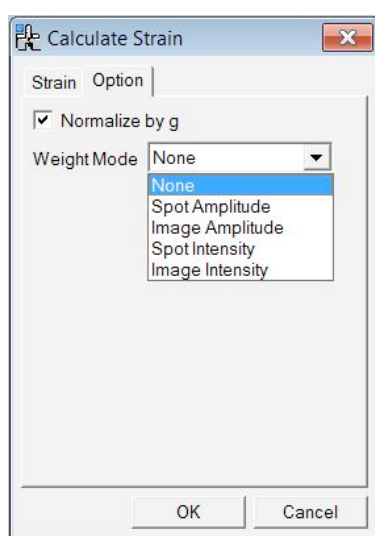 Calculate Strain
Strain Option
Normalize by g
Weight Mode None
None
Spot Amplitude
Image Amplitude
Spot Intensity
Image Intensity
OK Cancel